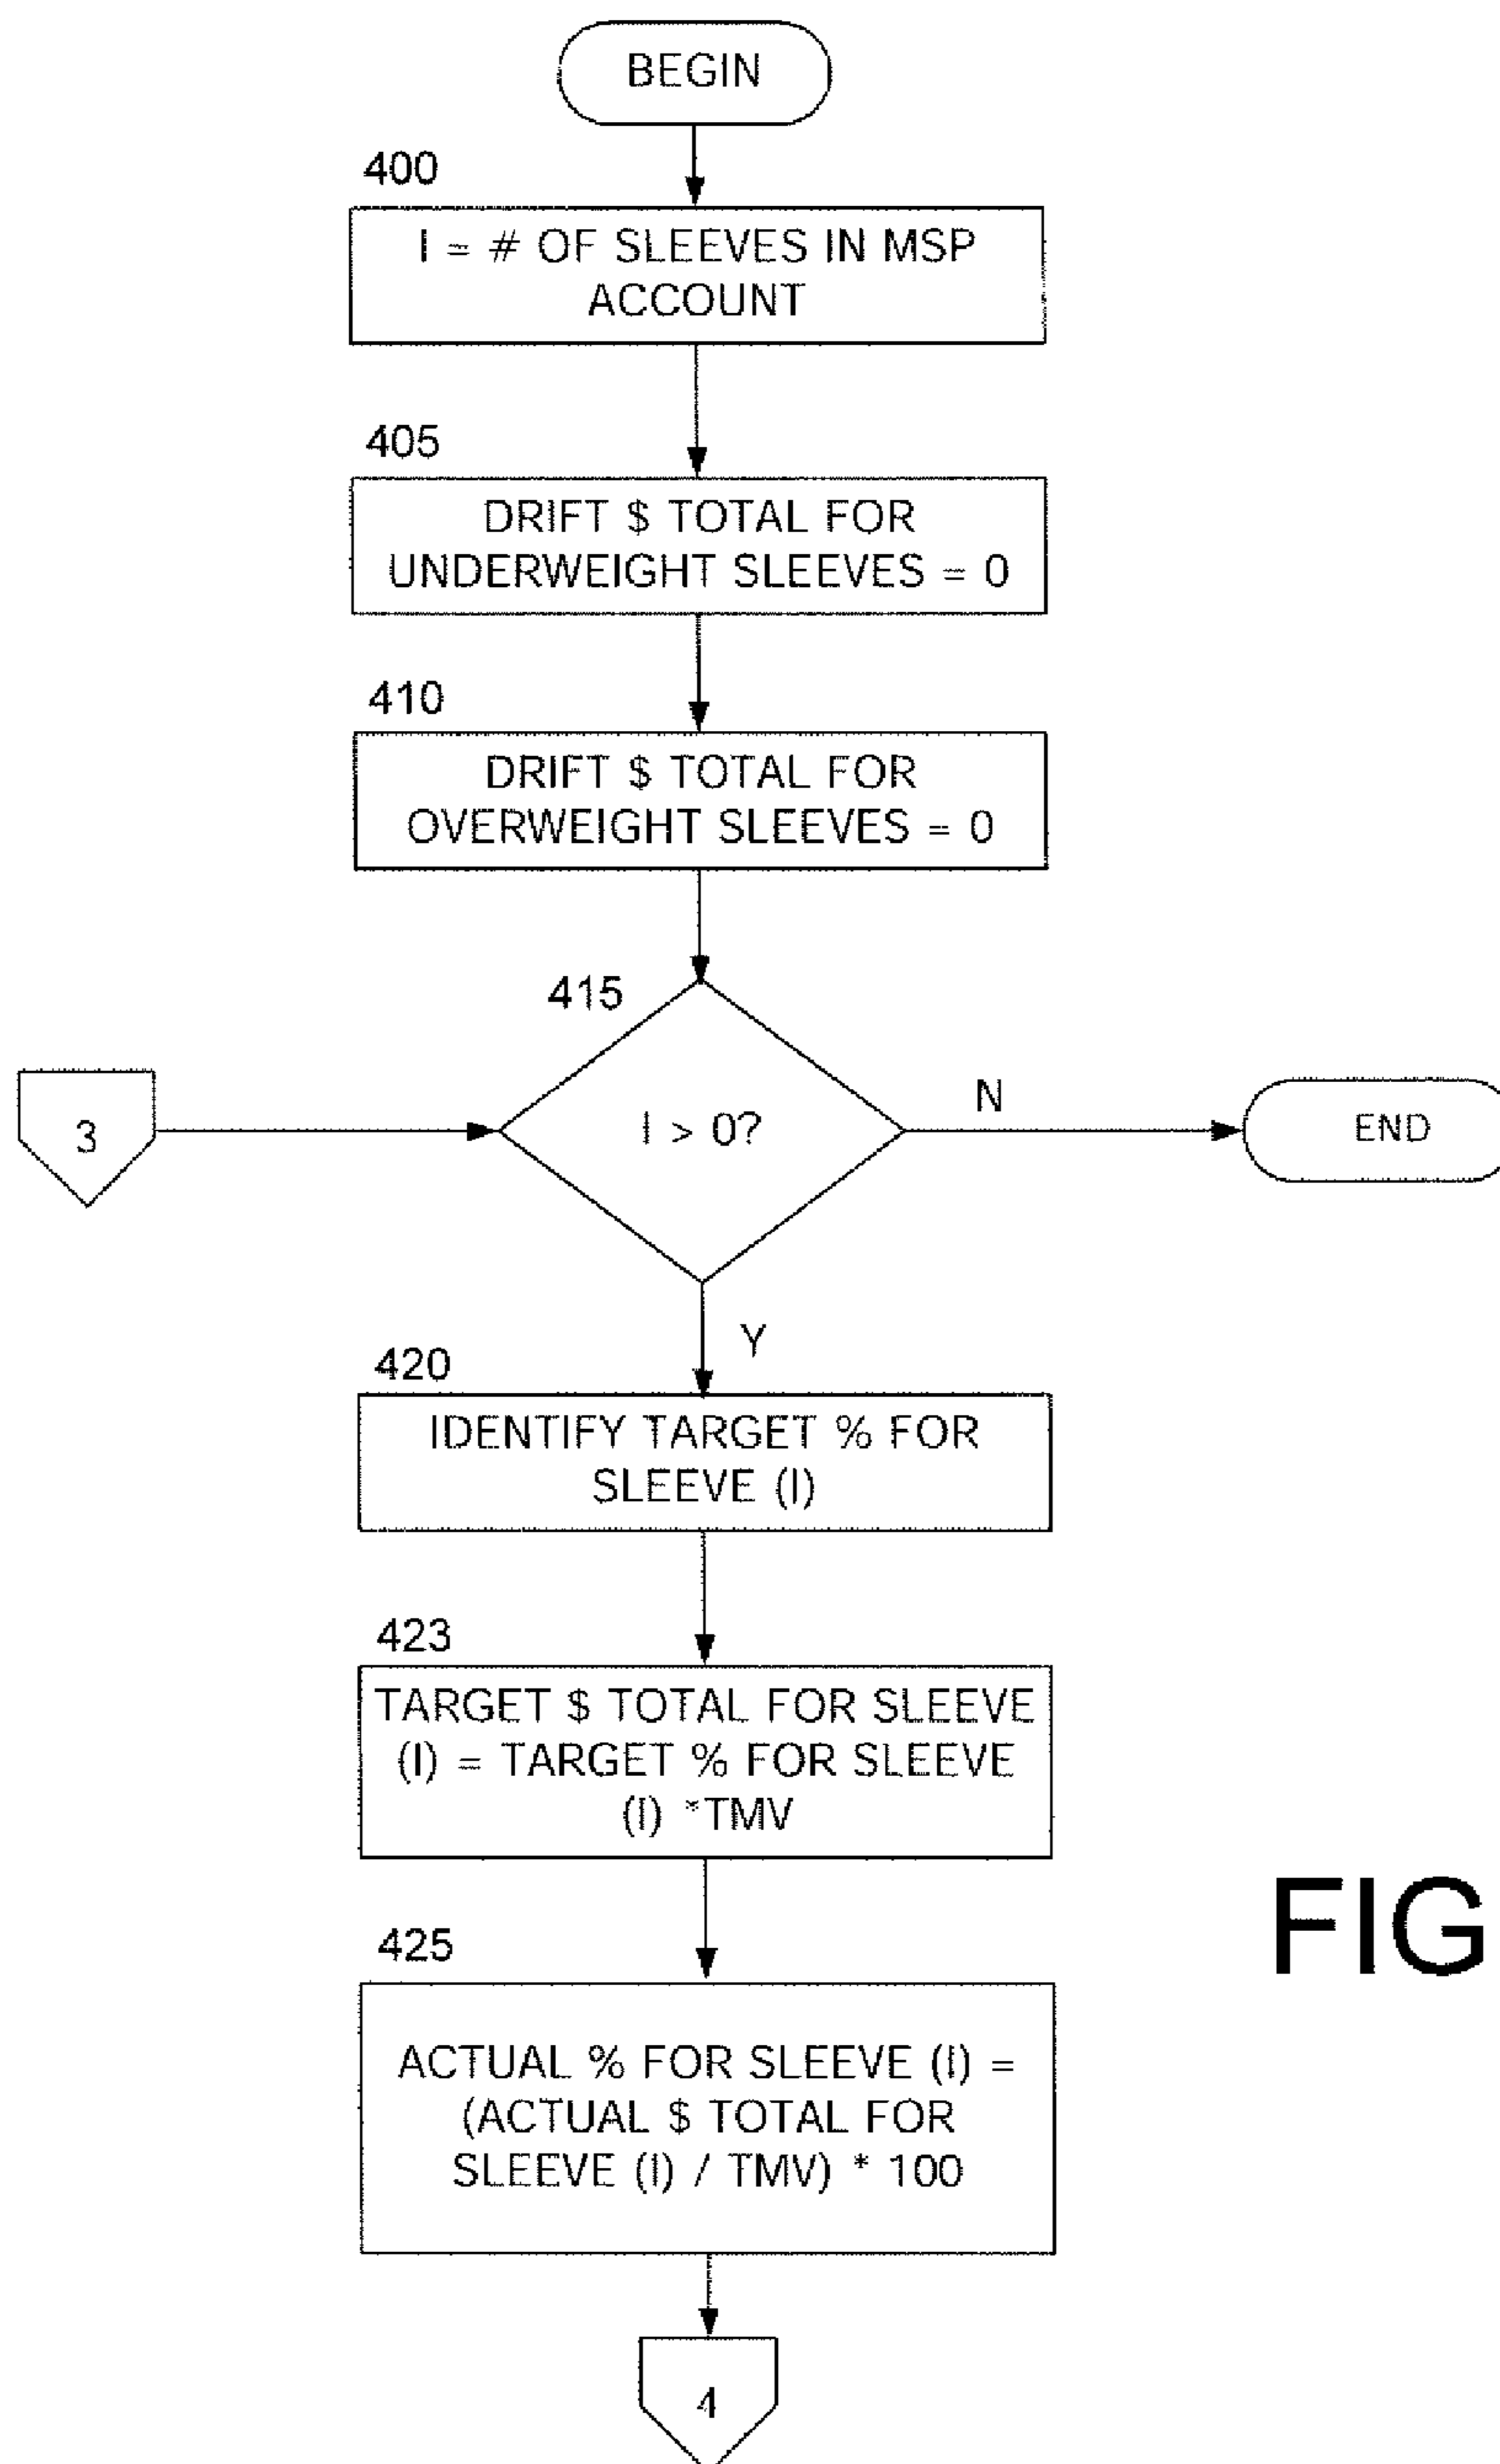 BEGIN
400
I = # OF SLEEVES IN MSP
ACCOUNT
405
DRIFT $ TOTAL FOR
UNDERWEIGHT SLEEVES = 0
410
DRIFT $ TOTAL FOR
OVERWEIGHT SLEEVES = 0
415
3
I > 0?
N
END
Y
420
IDENTIFY TARGET % FOR
SLEEVE (I)
423
TARGET $ TOTAL FOR SLEEVE
(I) = TARGET % FOR SLEEVE
(I) *TMV
FIG
425
ACTUAL % FOR SLEEVE (I) =
(ACTUAL $ TOTAL FOR
SLEEVE (I) / TMV) * 100
4